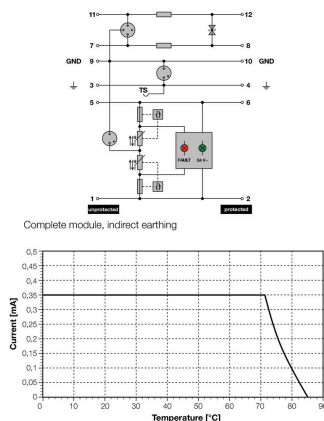 11 12
7 8
GND 9 10 GND
3 4
TS
5 6
ϑ
ϑ
FAULT 24 V~
1 2
unprotected protected
Complete module, indirect earthing
0,5
0,45
0,4
0,35
0,3
0,25
0,2
0,15
0,1
0,05
0
Current [mA]
0 10 20 30 40 50 60 70 80 90
Temperature [°C]